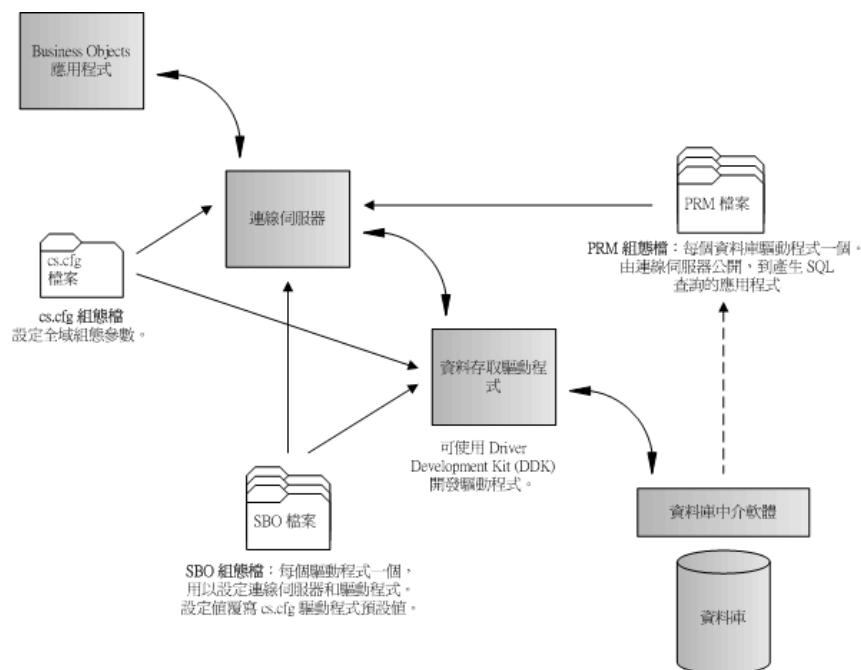 Business Objects
應用程式
連線伺服器
PRM 檔案
PRM 組態檔：每個資料庫驅動程式一個。
由連線伺服器公開，到產生 SQL
查詢的應用程式
cs.cfg
檔案
cs.cfg 組態檔
設定全域組態參數。
資料存取驅動程
式
可使用 Driver
Development Kit (DDK)
開發驅動程式。
SBO 檔案
SBO 組態檔：每個驅動程式一個，
用以設定連線伺服器和驅動程式。
設定值覆寫 cs.cfg 驅動程式預設值。
資料庫中介軟體
資料庫